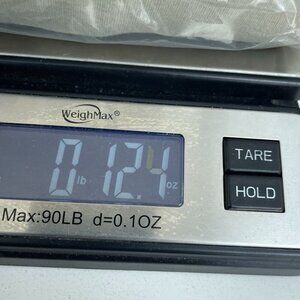 WeighMax®
0 lb 12.4 oz
TARE
HOLD
Max:90LB d=0.1OZ